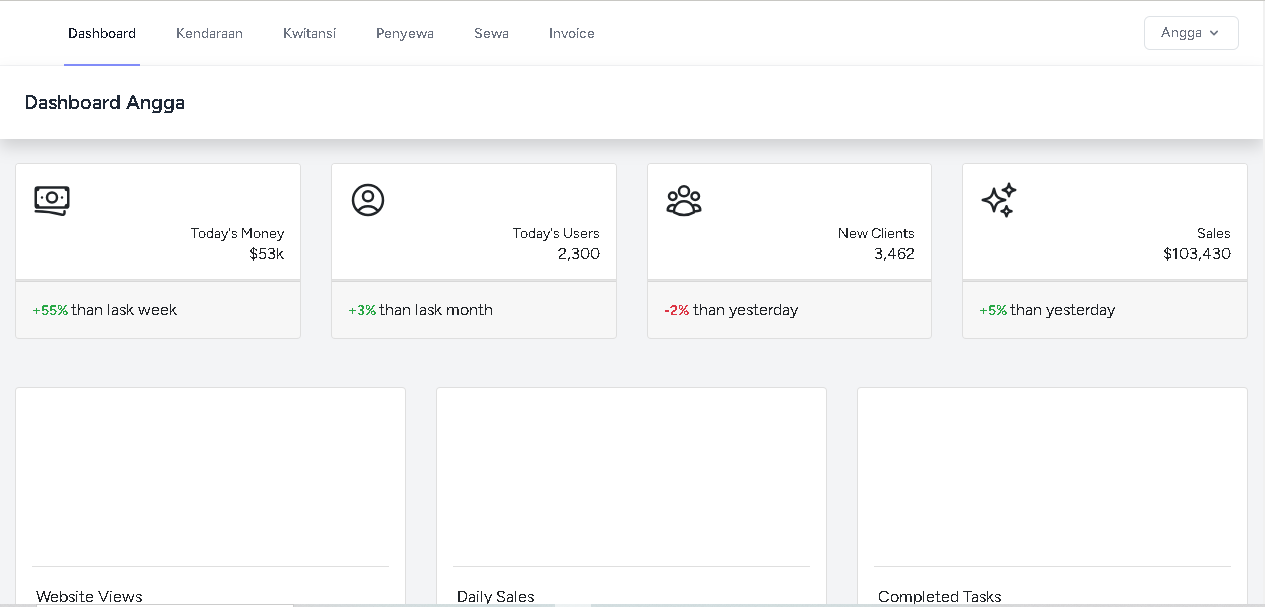 Dashboard Kendaraan Kwitansi Penyewa Sewa Invoice Angga
Dashboard Angga
Today's Money
$53k
+55% than lask week
Today's Users
2,300
+3% than lask month
New Clients
3,462
-2% than yesterday
Sales
$103,430
+5% than yesterday
Website Views
Daily Sales
Completed Tasks